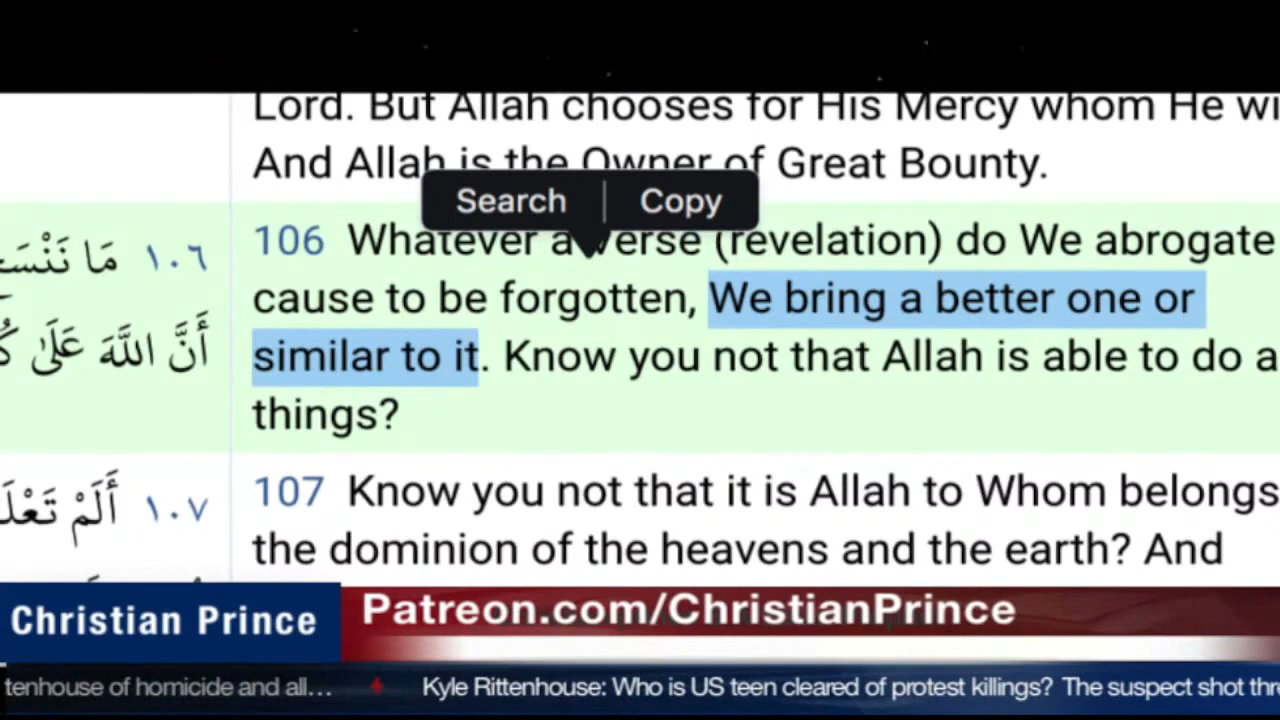 Lord. But Allah chooses for His Mercy whom He wi
And Allah is the Owner of Great Bounty.
Search | Copy
١٠٦ مَا نَنْسَ
106 Whatever a verse (revelation) do We abrogate
cause to be forgotten, We bring a better one or
أَنَّ اللَّهَ عَلَىٰ كُ
similar to it. Know you not that Allah is able to do a
things?
١٠٧ أَلَمْ تَعْلَ
107 Know you not that it is Allah to Whom belongs
the dominion of the heavens and the earth? And
Christian Prince
Patreon.com/ChristianPrince
tenhouse of homicide and all... Kyle Rittenhouse: Who is US teen cleared of protest killings? The suspect shot thr